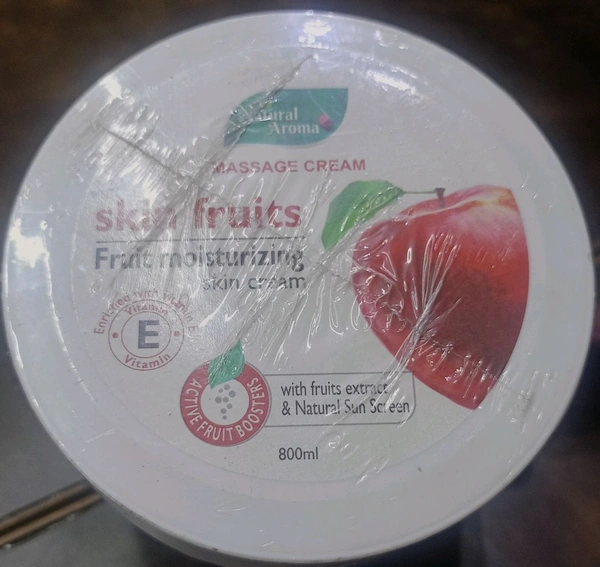 Natural
Aroma
MASSAGE CREAM
skin fruits
Fruit moisturizing
skin cream
Enriched with Vitamin E
Vitamin
E
Vitamin
ACTIVE FRUIT BOOSTERS
with fruits extract
& Natural Sun Screen
800ml